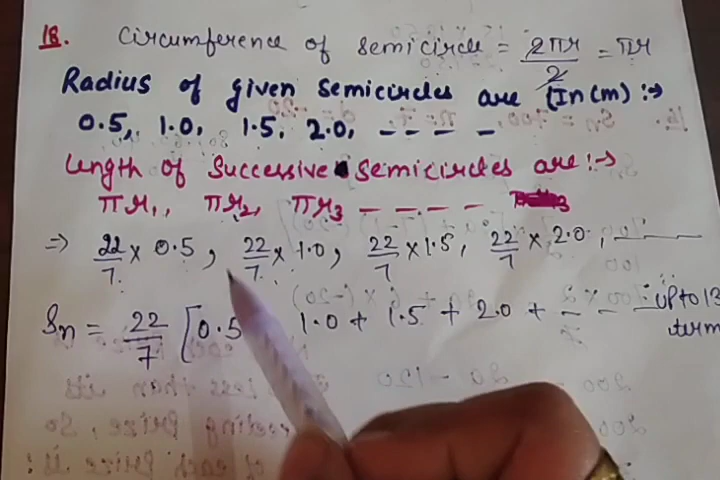 18. Circumference of semicircle = 2πr/2 = πr
Radius of given semicircles are (In cm) :→
0.5, 1.0, 1.5, 2.0, - - - -
Length of Successive Semicircles are :→
πr₁, πr₂, πr₃ - - - -
⇒ 22/7 × 0.5, 22/7 × 1.0, 22/7 × 1.5, 22/7 × 2.0,
Sn = 22/7 [0.5 1.0 + 1.5 + 2.0 + - - - upto 13
term